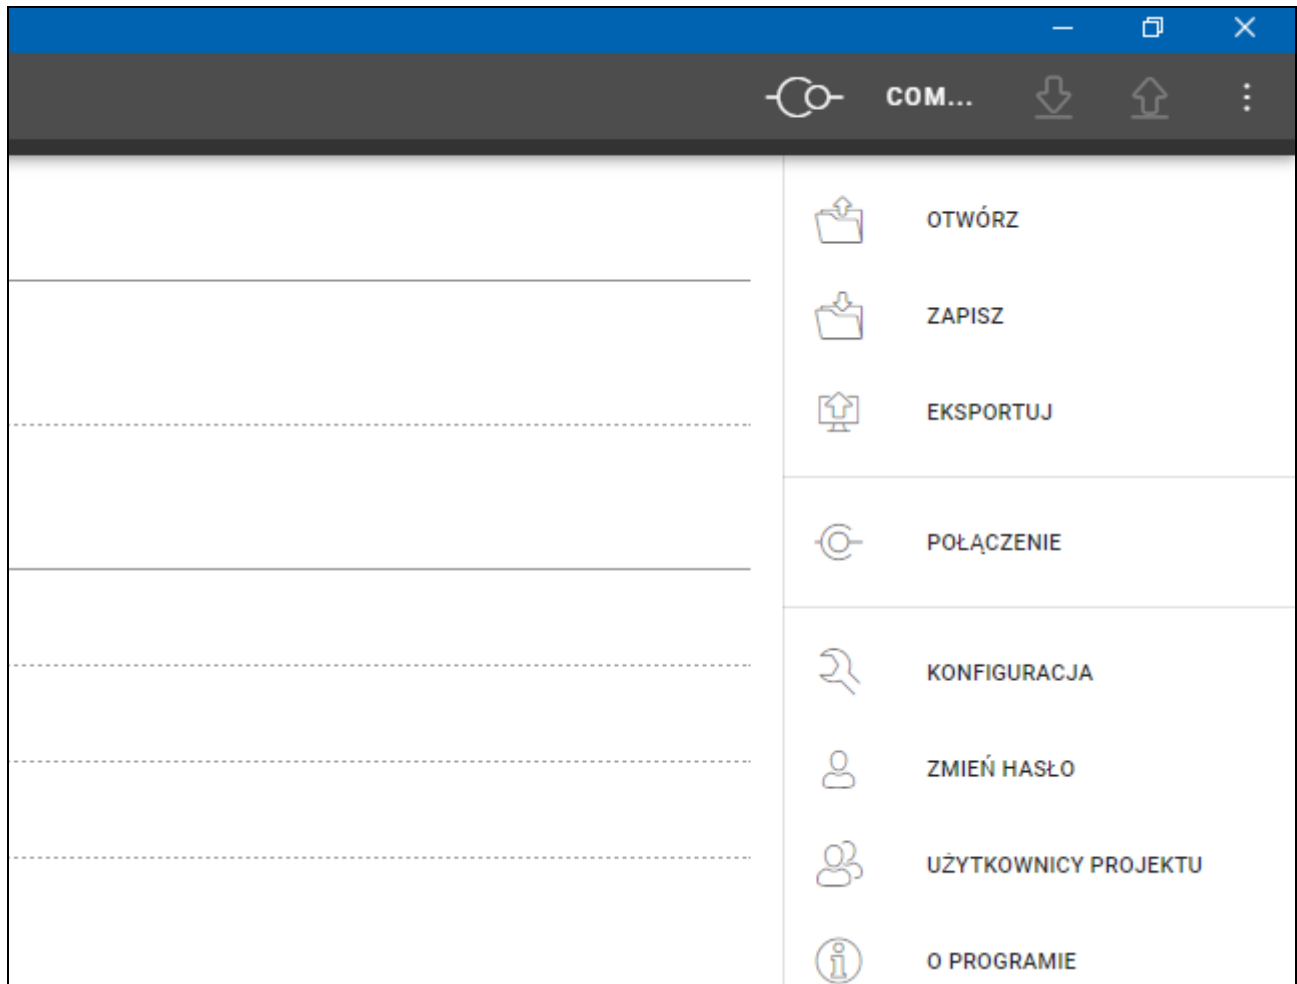 COM...
OTWÓRZ
ZAPISZ
EKSPORTUJ
POŁĄCZENIE
KONFIGURACJA
ZMIEŃ HASŁO
UŻYTKOWNICY PROJEKTU
O PROGRAMIE